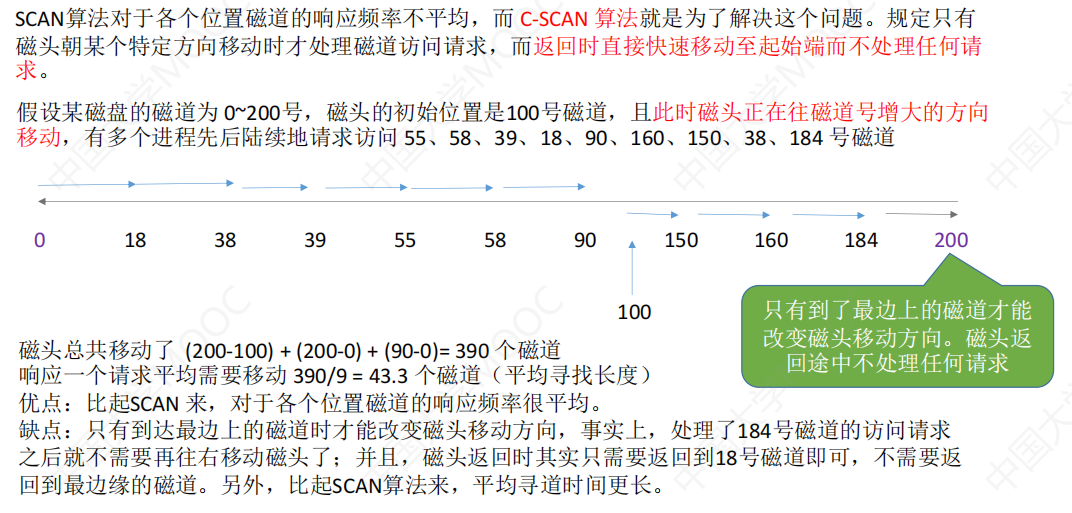 SCAN算法对于各个位置磁道的响应频率不平均，而 C-SCAN 算法就是为了解决这个问题。规定只有
磁头朝某个特定方向移动时才处理磁道访问请求，而返回时直接快速移动至起始端而不处理任何请
求。
假设某磁盘的磁道为 0~200号，磁头的初始位置是100号磁道，且此时磁头正在往磁道号增大的方向
移动，有多个进程先后陆续地请求访问 55、58、39、18、90、160、150、38、184 号磁道
0 18 38 39 55 58 90 150 160 184 200
100
只有到了最边上的磁道才能
改变磁头移动方向。磁头返
回途中不处理任何请求
磁头总共移动了 (200-100) + (200-0) + (90-0)= 390 个磁道
响应一个请求平均需要移动 390/9 = 43.3 个磁道（平均寻找长度）
优点：比起SCAN 来，对于各个位置磁道的响应频率很平均。
缺点：只有到达最边上的磁道时才能改变磁头移动方向，事实上，处理了184号磁道的访问请求
之后就不需要再往右移动磁头了；并且，磁头返回时其实只需要返回到18号磁道即可，不需要返
回到最边缘的磁道。另外，比起SCAN算法来，平均寻道时间更长。
中国大学MOOC